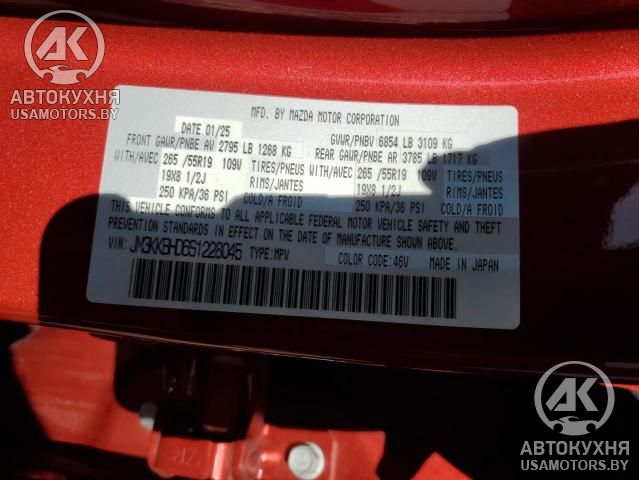 AK
АВТОКУХНЯ
USAMOTORS.BY
MFD. BY MAZDA MOTOR CORPORATION
DATE 01/25 GVWR/PNBV 6854 LB 3109 KG
FRONT GAWR/PNBE AV 2795 LB 1268 KG REAR GAWR/PNBE AR 3785 LB 1717 KG
WITH/AVEC 265 /55R19 109V TIRES/PNEUS WITH/AVEC 265 /55R19 109V TIRES/PNEUS
19X8 1/2J RIMS/JANTES 19X8 1/2J RIMS/JANTES
250 KPA/36 PSI COLD/A FROID 250 KPA/36 PSI COLD/A FROID
THIS VEHICLE CONFORMS TO ALL APPLICABLE FEDERAL MOTOR VEHICLE SAFETY AND THEFT
PREVENTION STANDARDS IN EFFECT ON THE DATE OF MANUFACTURE SHOWN ABOVE.
VIN: JM3KKBHD6S1228045 TYPE: MPV COLOR CODE: 46V MADE IN JAPAN
AK
АВТОКУХНЯ
USAMOTORS.BY